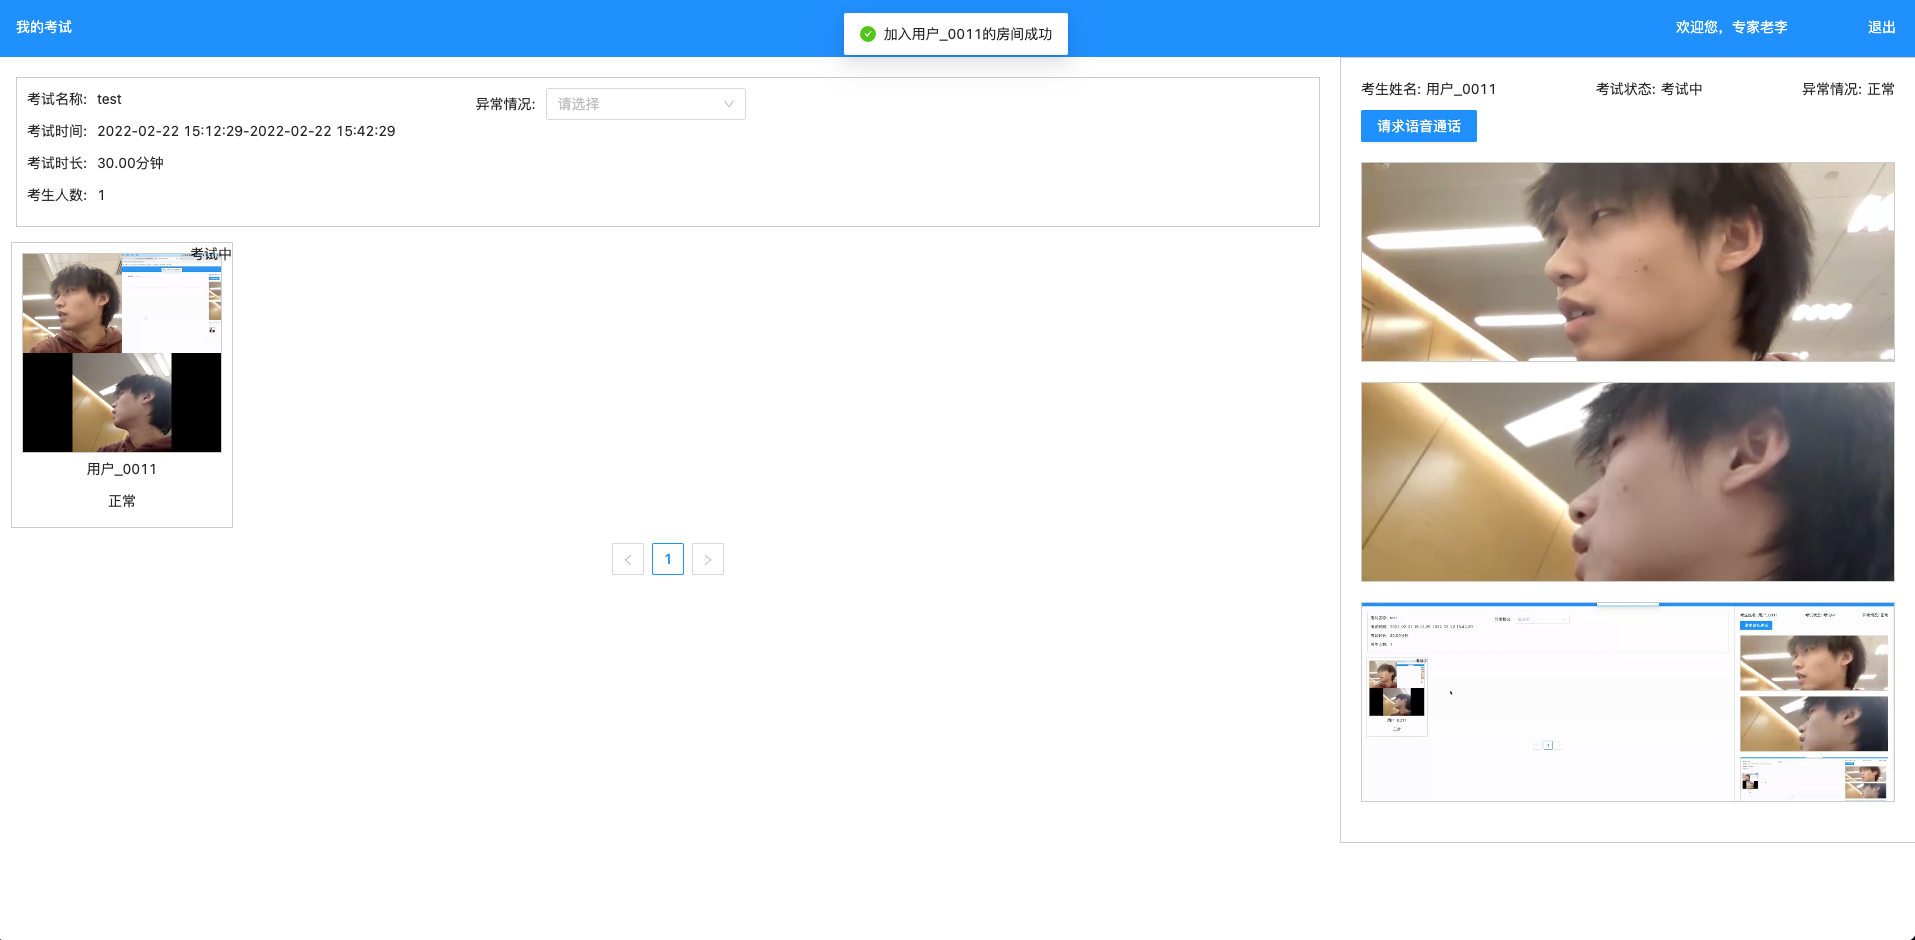 我的考试
加入用户_0011的房间成功
欢迎您，专家老李
退出
考试名称: test
异常情况: 请选择
考试时间: 2022-02-22 15:12:29-2022-02-22 15:42:29
考试时长: 30.00分钟
考生人数: 1
考试中
用户_0011
正常
1
考生姓名: 用户_0011
考试状态: 考试中
异常情况: 正常
请求语音通话